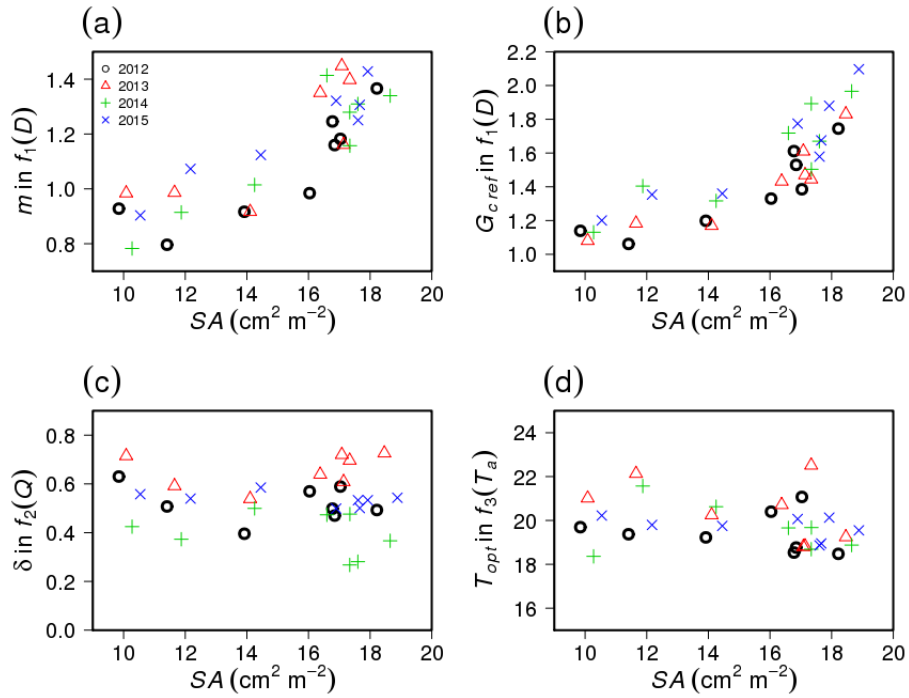 (a)
m in f₁(D)
1.4
1.2
1.0
0.8
2012
2013
2014
2015
10 12 14 16 18 20
SA (cm² m⁻²)
(b)
G_c ref in f₁(D)
2.2
2.0
1.8
1.6
1.4
1.2
1.0
10 12 14 16 18 20
SA (cm² m⁻²)
(c)
δ in f₂(Q)
0.8
0.6
0.4
0.2
0.0
10 12 14 16 18 20
SA (cm² m⁻²)
(d)
T_opt in f₃(T_a)
24
22
20
18
16
10 12 14 16 18 20
SA (cm² m⁻²)